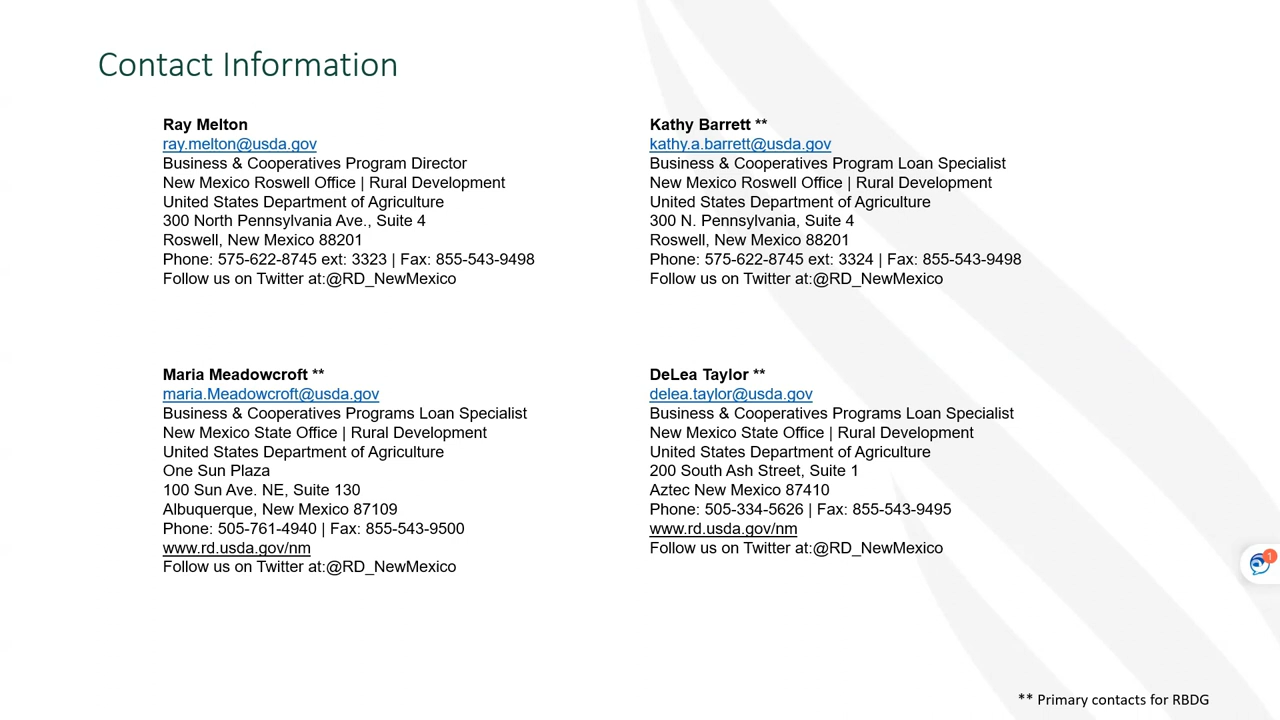 Contact Information
Ray Melton
ray.melton@usda.gov
Business & Cooperatives Program Director
New Mexico Roswell Office | Rural Development
United States Department of Agriculture
300 North Pennsylvania Ave., Suite 4
Roswell, New Mexico 88201
Phone: 575-622-8745 ext: 3323 | Fax: 855-543-9498
Follow us on Twitter at:@RD_NewMexico
Kathy Barrett **
kathy.a.barrett@usda.gov
Business & Cooperatives Program Loan Specialist
New Mexico Roswell Office | Rural Development
United States Department of Agriculture
300 N. Pennsylvania, Suite 4
Roswell, New Mexico 88201
Phone: 575-622-8745 ext: 3324 | Fax: 855-543-9498
Follow us on Twitter at:@RD_NewMexico
Maria Meadowcroft **
maria.Meadowcroft@usda.gov
Business & Cooperatives Programs Loan Specialist
New Mexico State Office | Rural Development
United States Department of Agriculture
One Sun Plaza
100 Sun Ave. NE, Suite 130
Albuquerque, New Mexico 87109
Phone: 505-761-4940 | Fax: 855-543-9500
www.rd.usda.gov/nm
Follow us on Twitter at:@RD_NewMexico
DeLea Taylor **
delea.taylor@usda.gov
Business & Cooperatives Programs Loan Specialist
New Mexico State Office | Rural Development
United States Department of Agriculture
200 South Ash Street, Suite 1
Aztec New Mexico 87410
Phone: 505-334-5626 | Fax: 855-543-9495
www.rd.usda.gov/nm
Follow us on Twitter at:@RD_NewMexico
1
** Primary contacts for RBDG